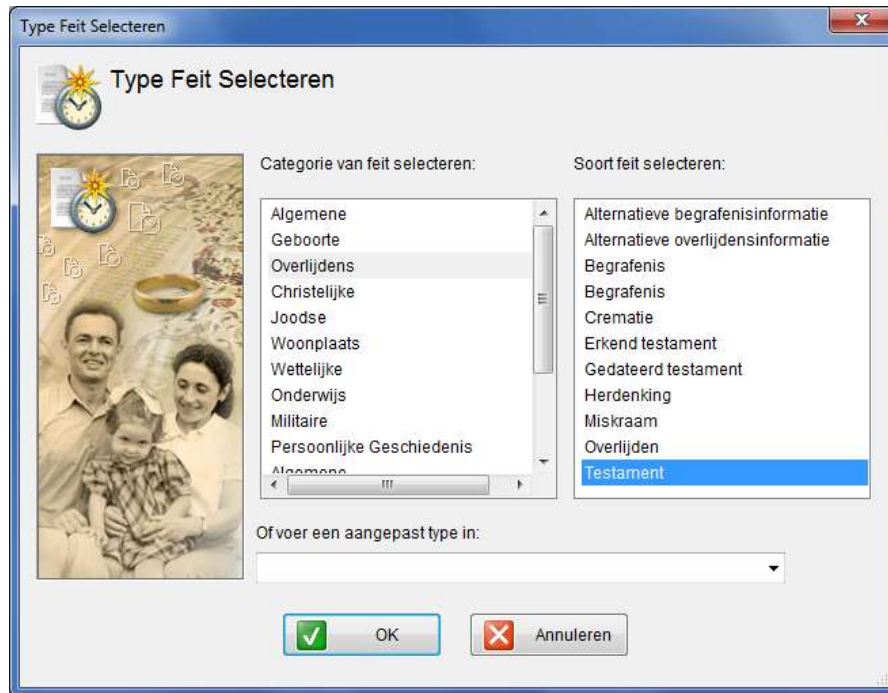 Type Feit Selecteren
Type Feit Selecteren
Categorie van feit selecteren:
Algemene
Geboorte
Overlijdens
Christelijke
Joodse
Woonplaats
Wettelijke
Onderwijs
Militaire
Persoonlijke Geschiedenis
Algemene
Soort feit selecteren:
Alternatieve begrafenisinformatie
Alternatieve overlijdensinformatie
Begrafenis
Begrafenis
Crematie
Erkend testament
Gedateerd testament
Herdenking
Miskraam
Overlijden
Testament
Of voer een aangepast type in:
OK
Annuleren